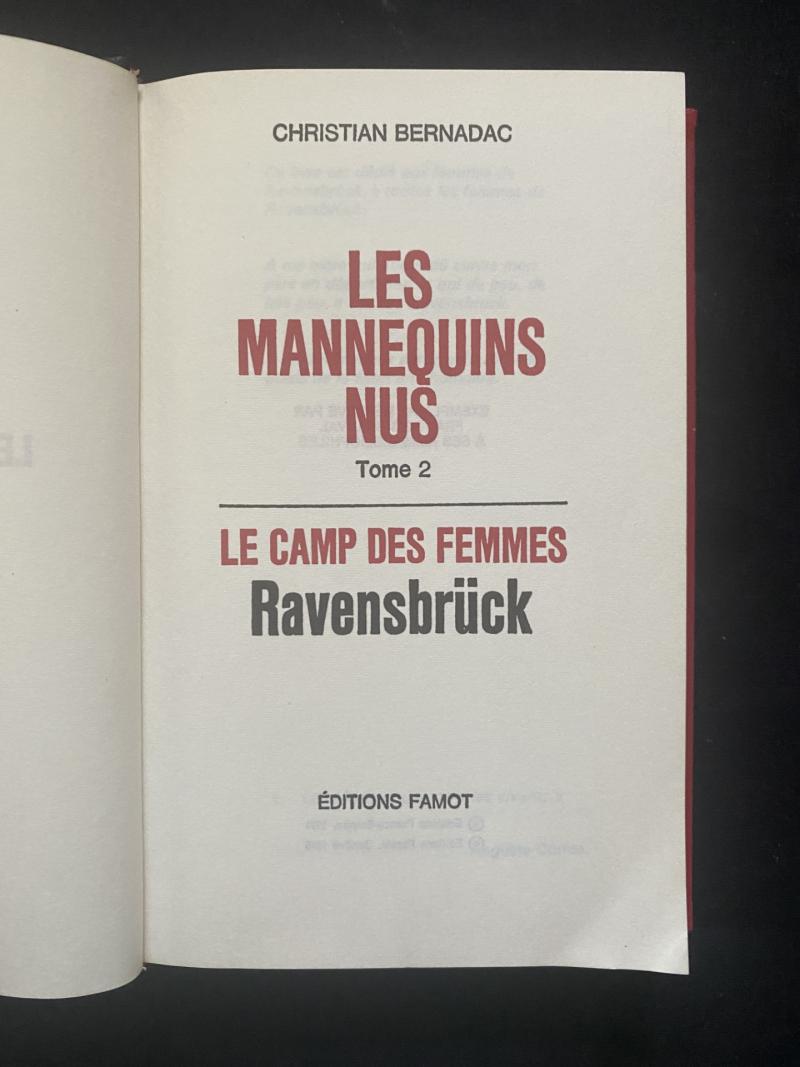 CHRISTIAN BERNADAC
LES
MANNEQUINS
NUS
Tome 2
LE CAMP DES FEMMES
Ravensbrück
ÉDITIONS FAMOT